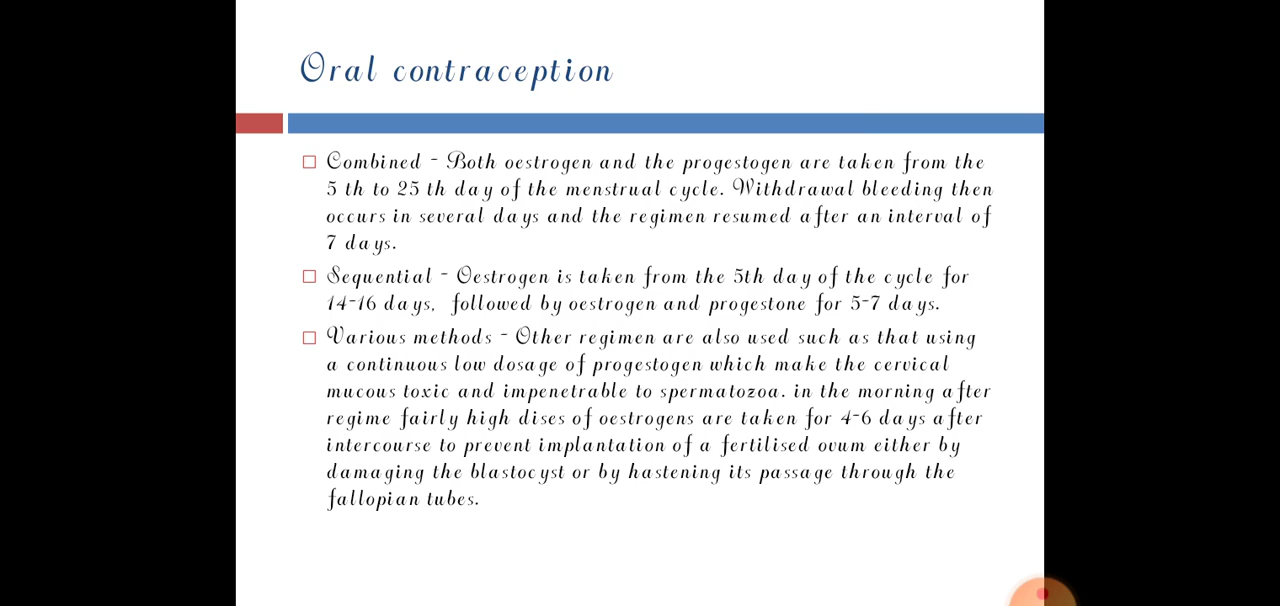 Oral contraception
Combined - Both oestrogen and the progestogen are taken from the
5 th to 25 th day of the menstrual cycle. Withdrawal bleeding then
occurs in several days and the regimen resumed after an interval of
7 days.
Sequential - Oestrogen is taken from the 5th day of the cycle for
14-16 days, followed by oestrogen and progestone for 5-7 days.
Various methods - Other regimen are also used such as that using
a continuous low dosage of progestogen which make the cervical
mucous toxic and impenetrable to spermatozoa. in the morning after
regime fairly high dises of oestrogens are taken for 4-6 days after
intercourse to prevent implantation of a fertilised ovum either by
damaging the blastocyst or by hastening its passage through the
fallopian tubes.